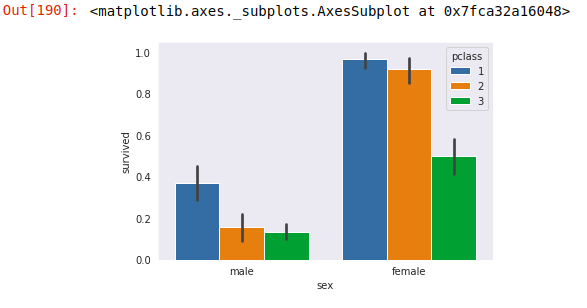 Out[190]: <matplotlib.axes._subplots.AxesSubplot at 0x7fca32a16048>
1.0
0.8
0.6
0.4
0.2
0.0
survived
pclass
1
2
3
male
female
sex